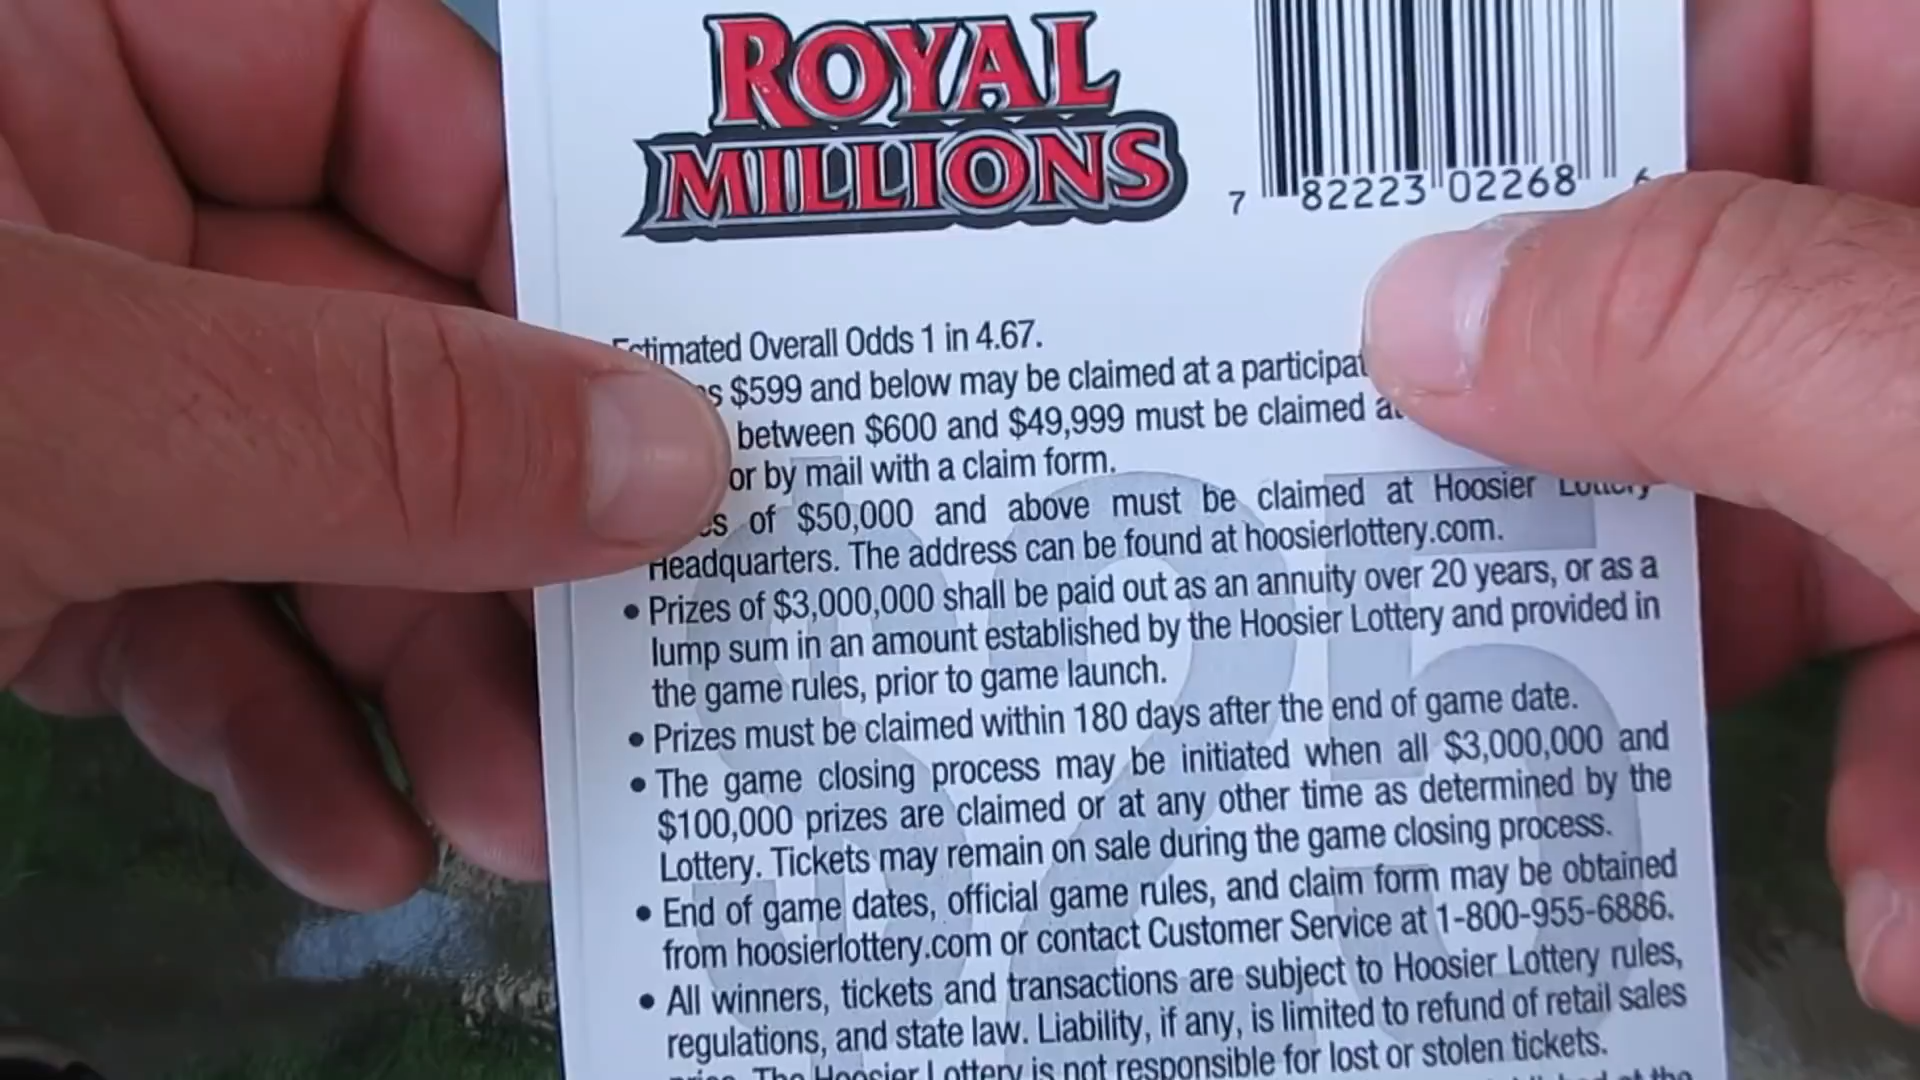 ROYAL
MILLIONS
7 82223 02268 6
Estimated Overall Odds 1 in 4.67.
$599 and below may be claimed at a
between $600 and $49,999 must be claimed
or by mail with a claim form.
of $50,000 and above must be claimed at Hoosier Lottery
Headquarters. The address can be found at hoosierlottery.com.
• Prizes of $3,000,000 shall be paid out as an annuity over 20 years, or as a
lump sum in an amount established by the Hoosier Lottery and provided in
the game rules, prior to game launch.
• Prizes must be claimed within 180 days after the end of game date.
• The game closing process may be initiated when all $3,000,000 and
$100,000 prizes are claimed or at any other time as determined by the
Lottery. Tickets may remain on sale during the game closing process.
• End of game dates, official game rules, and claim form may be obtained
from hoosierlottery.com or contact Customer Service at 1-800-955-6886.
• All winners, tickets and transactions are subject to Hoosier Lottery rules,
regulations, and state law. Liability, if any, is limited to refund of retail sales
price. The Hoosier Lottery is not responsible for lost or stolen tickets.
$25